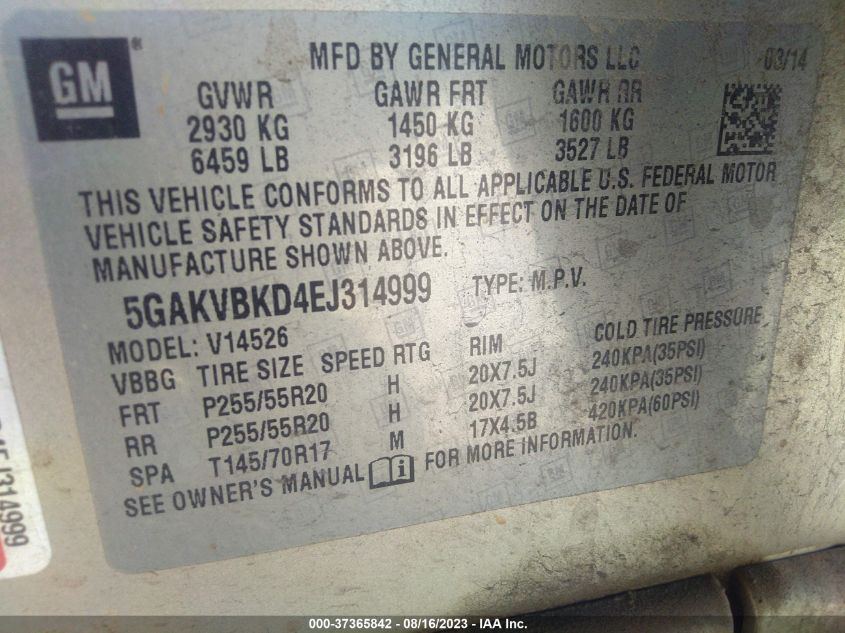 GM ®
MFD BY GENERAL MOTORS LLC 03/14
GVWR GAWR FRT GAWR RR
2930 KG 1450 KG 1600 KG
6459 LB 3196 LB 3527 LB
THIS VEHICLE CONFORMS TO ALL APPLICABLE U.S. FEDERAL MOTOR
VEHICLE SAFETY STANDARDS IN EFFECT ON THE DATE OF
MANUFACTURE SHOWN ABOVE.
5GAKVBKD4EJ314999 TYPE: M.P.V.
MODEL: V14526
VBBG TIRE SIZE SPEED RTG RIM COLD TIRE PRESSURE
FRT P255/55R20 H 20X7.5J 240KPA(35PSI)
RR P255/55R20 H 20X7.5J 240KPA(35PSI)
SPA T145/70R17 M 17X4.5B 420KPA(60PSI)
SEE OWNER'S MANUAL i FOR MORE INFORMATION.
J314999
000-37365842 - 08/16/2023 - IAA Inc.